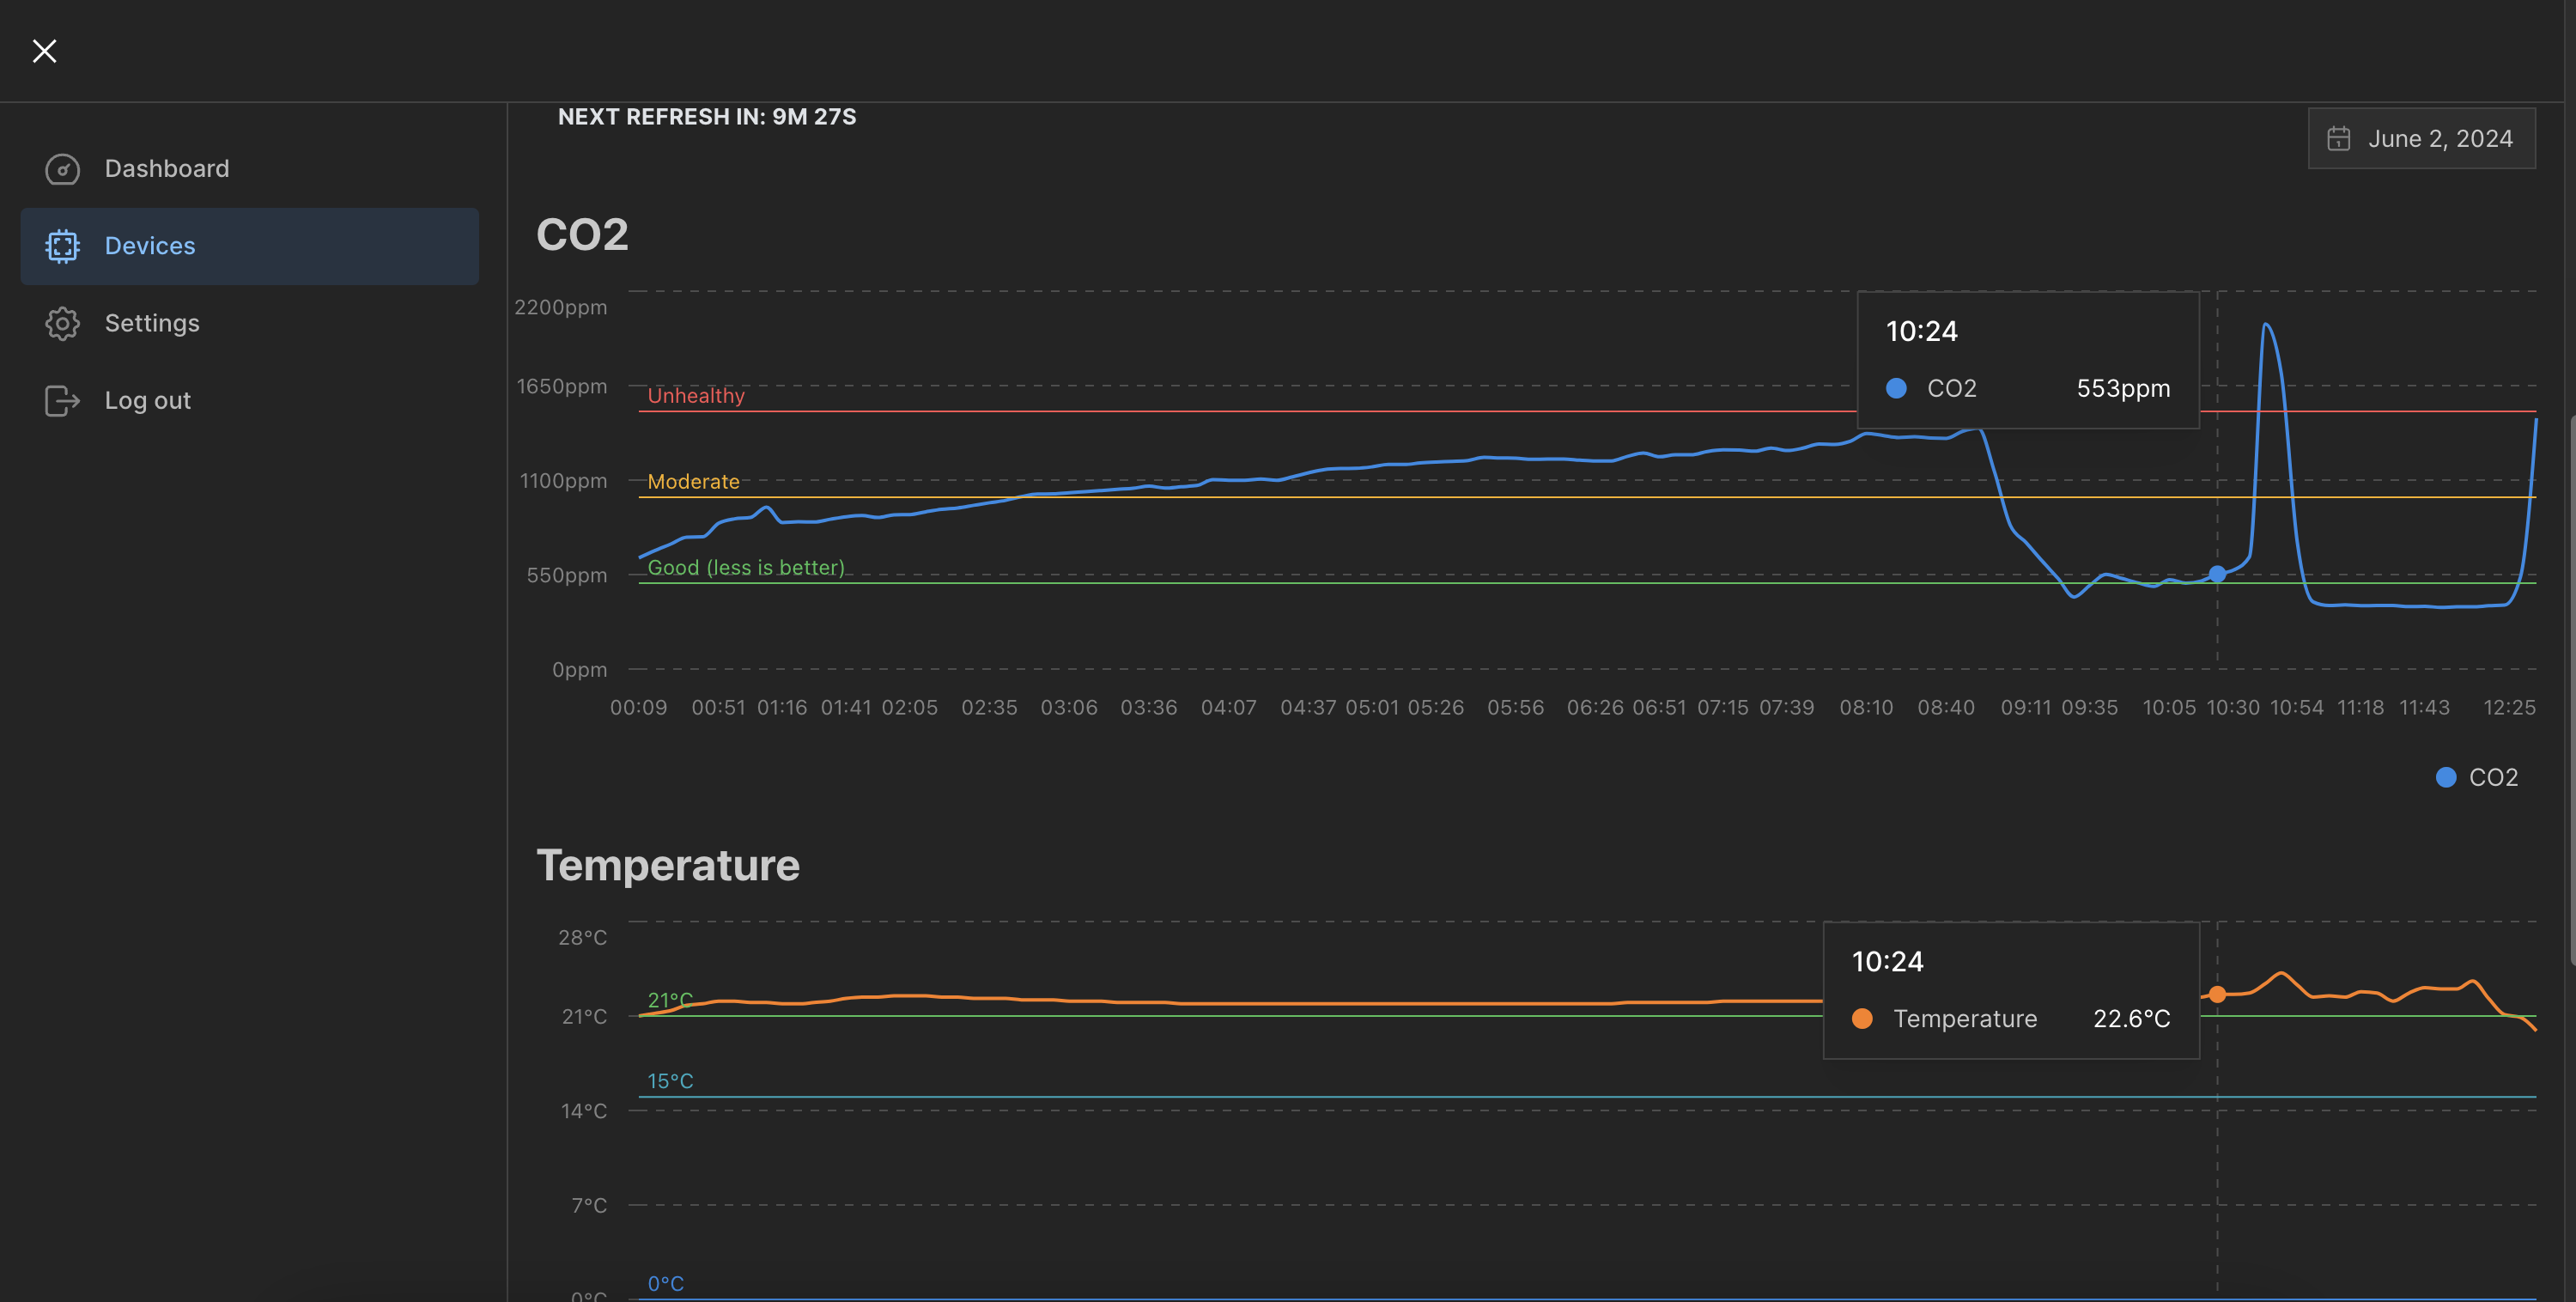 NEXT REFRESH IN: 9M 27S
June 2, 2024
Dashboard
Devices
Settings
Log out
CO2
2200ppm
1650ppm
1100ppm
550ppm
0ppm
Unhealthy
Moderate
Good (less is better)
10:24
CO2 553ppm
00:09 00:51 01:16 01:41 02:05 02:35 03:06 03:36 04:07 04:37 05:01 05:26 05:56 06:26 06:51 07:15 07:39 08:10 08:40 09:11 09:35 10:05 10:30 10:54 11:18 11:43 12:25
CO2
Temperature
28°C
21°C
14°C
7°C
0°C
21°C
15°C
0°C
10:24
Temperature 22.6°C